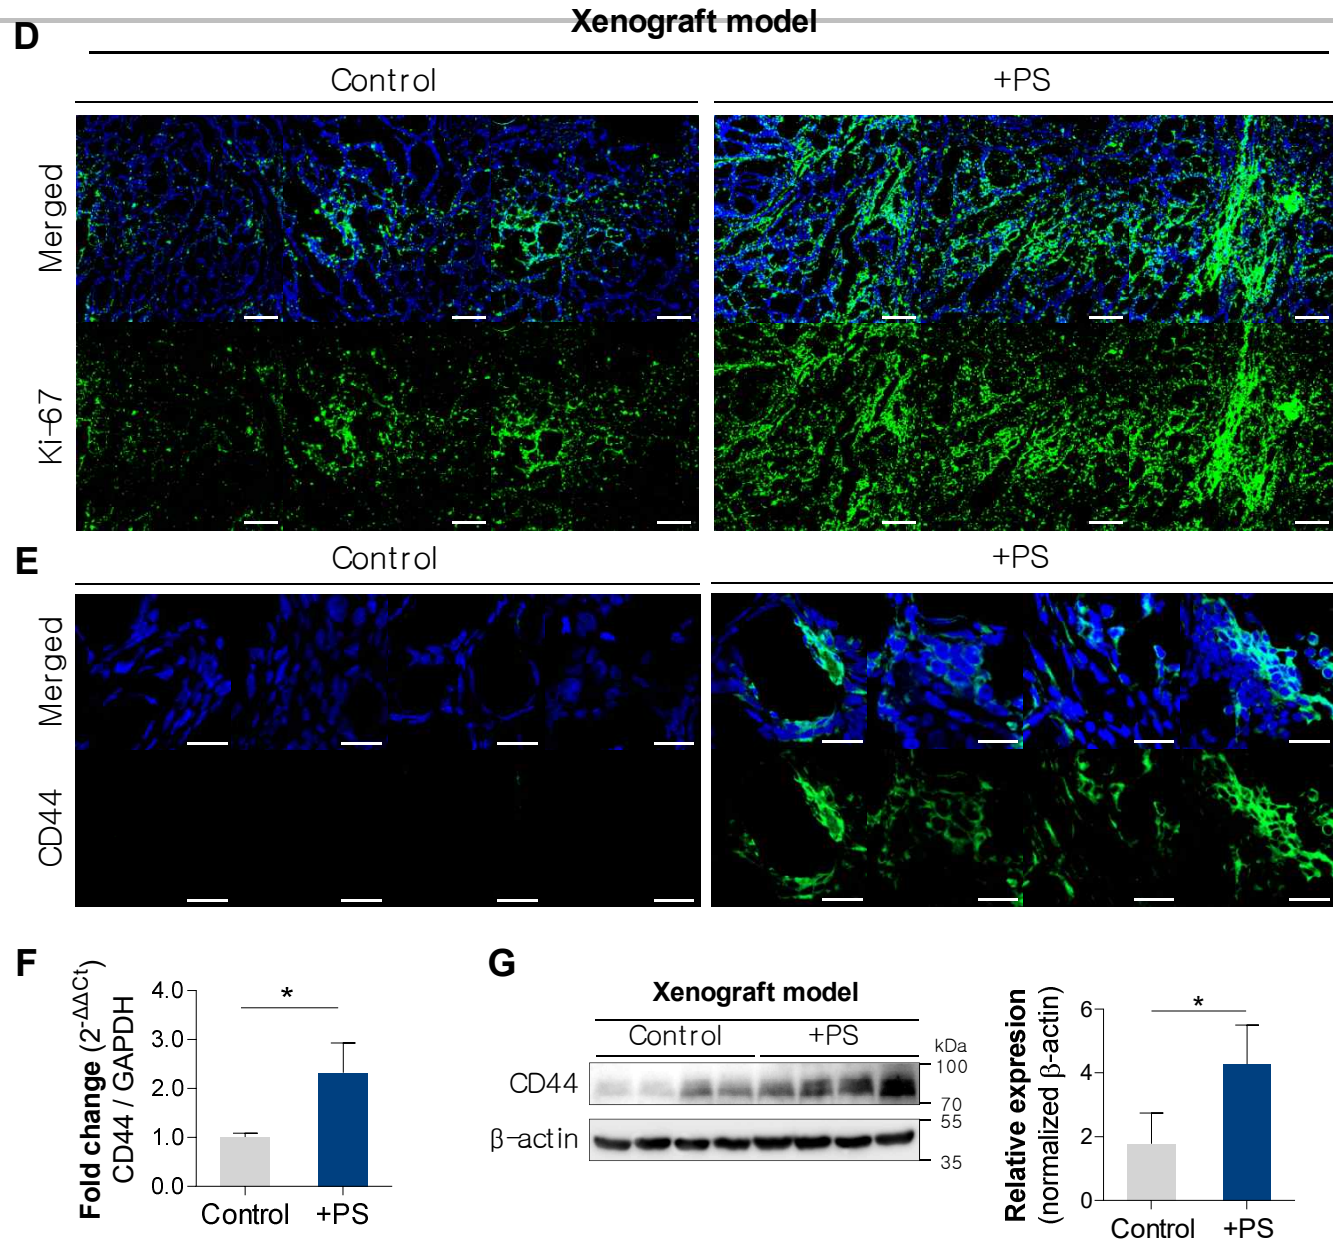 Xenograft model
D
Control
+PS
Merged
Ki-67
E
Control
+PS
Merged
CD44
F
Fold change (2-ΔΔCt)
CD44 / GAPDH
4.0
3.0
2.0
1.0
0.0
*
Control
+PS
G
Xenograft model
Control
+PS
kDa
CD44
100
70
β-actin
55
35
Relative expresion
(normalized β-actin)
6
4
2
0
*
Control
+PS